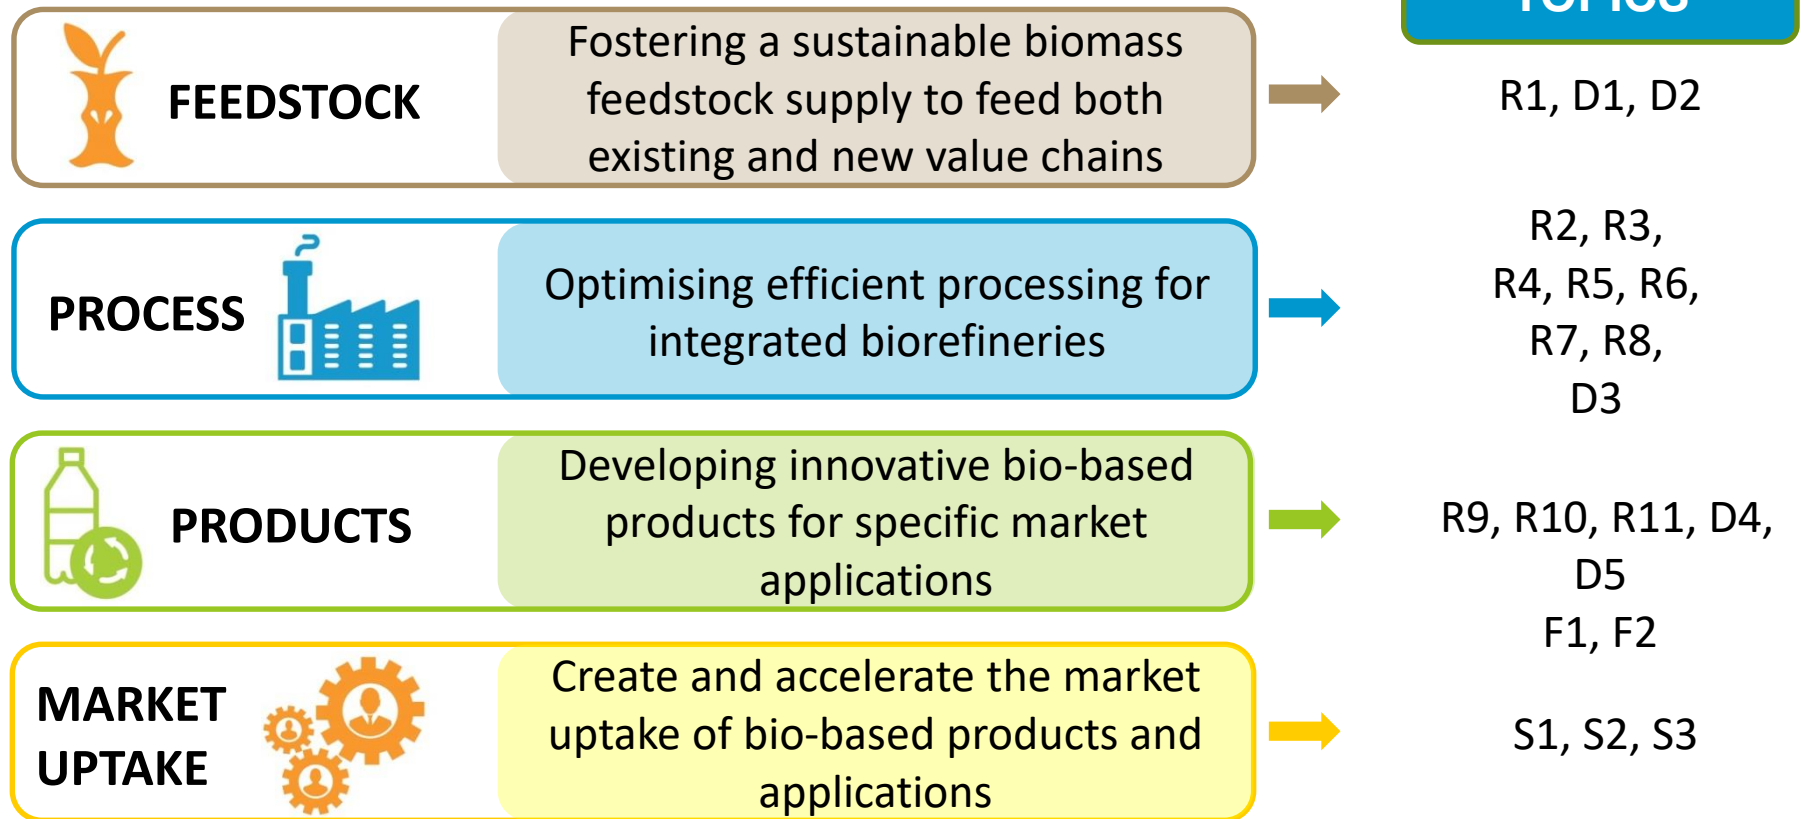 TOPICS
FEEDSTOCK
Fostering a sustainable biomass
feedstock supply to feed both
existing and new value chains
R1, D1, D2
PROCESS
Optimising efficient processing for
integrated biorefineries
R2, R3,
R4, R5, R6,
R7, R8,
D3
PRODUCTS
Developing innovative bio-based
products for specific market
applications
R9, R10, R11, D4,
D5
F1, F2
MARKET
UPTAKE
Create and accelerate the market
uptake of bio-based products and
applications
S1, S2, S3